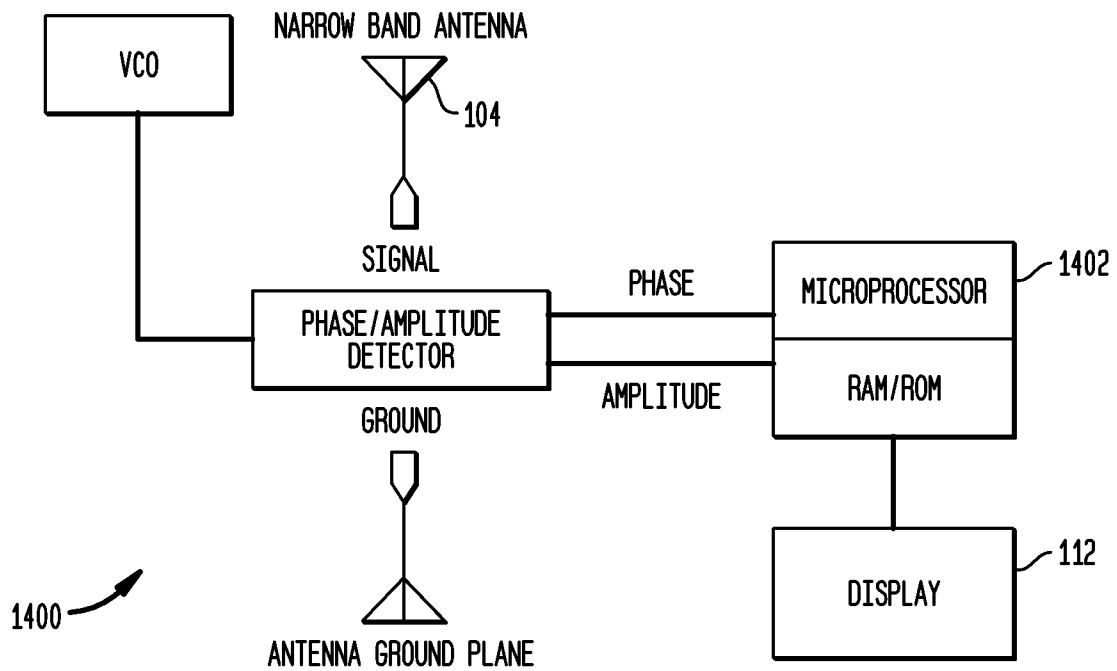 NARROW BAND ANTENNA
VCO
104
SIGNAL
PHASE/AMPLITUDE
DETECTOR
PHASE
AMPLITUDE
MICROPROCESSOR
1402
RAM/ROM
GROUND
DISPLAY
112
1400
ANTENNA GROUND PLANE